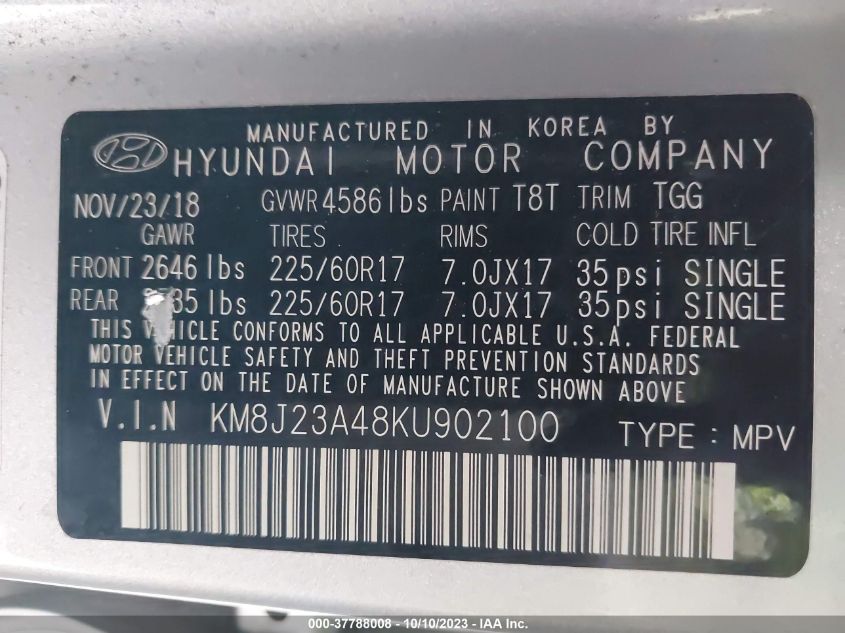 MANUFACTURED IN KOREA BY
HYUNDAI MOTOR COMPANY
NOV/23/18 GVWR 4586 lbs PAINT T8T TRIM TGG
GAWR TIRES RIMS COLD TIRE INFL
FRONT 2646 lbs 225/60R17 7.0JX17 35psi SINGLE
REAR lbs 225/60R17 7.0JX17 35psi SINGLE
THIS VEHICLE CONFORMS TO ALL APPLICABLE U.S.A. FEDERAL
MOTOR VEHICLE SAFETY AND THEFT PREVENTION STANDARDS
IN EFFECT ON THE DATE OF MANUFACTURE SHOWN ABOVE
V.I.N KM8J23A48KU902100 TYPE : MPV
000-37788008 - 10/10/2023 - IAA Inc.